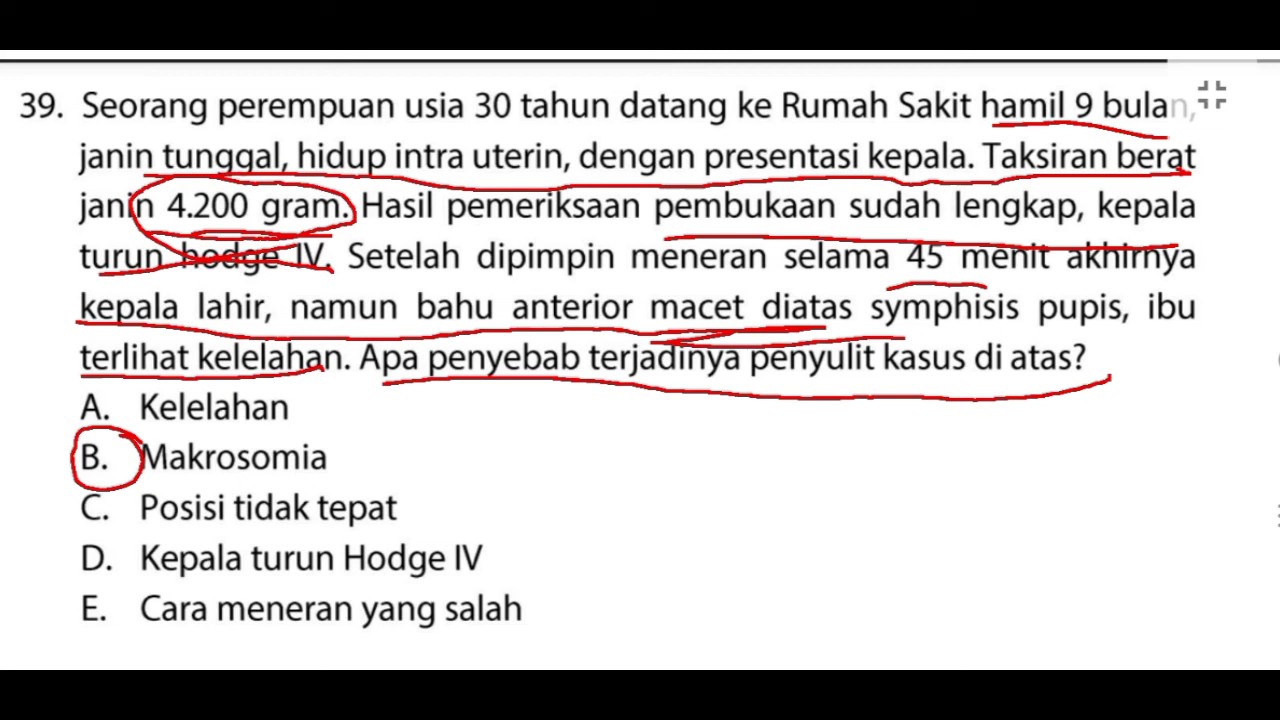 39. Seorang perempuan usia 30 tahun datang ke Rumah Sakit hamil 9 bulan,
janin tunggal, hidup intra uterin, dengan presentasi kepala. Taksiran berat
janin 4.200 gram. Hasil pemeriksaan pembukaan sudah lengkap, kepala
turun hodge IV. Setelah dipimpin meneran selama 45 menit akhirnya
kepala lahir, namun bahu anterior macet diatas symphisis pupis, ibu
terlihat kelelahan. Apa penyebab terjadinya penyulit kasus di atas?
A. Kelelahan
B. Makrosomia
C. Posisi tidak tepat
D. Kepala turun Hodge IV
E. Cara meneran yang salah